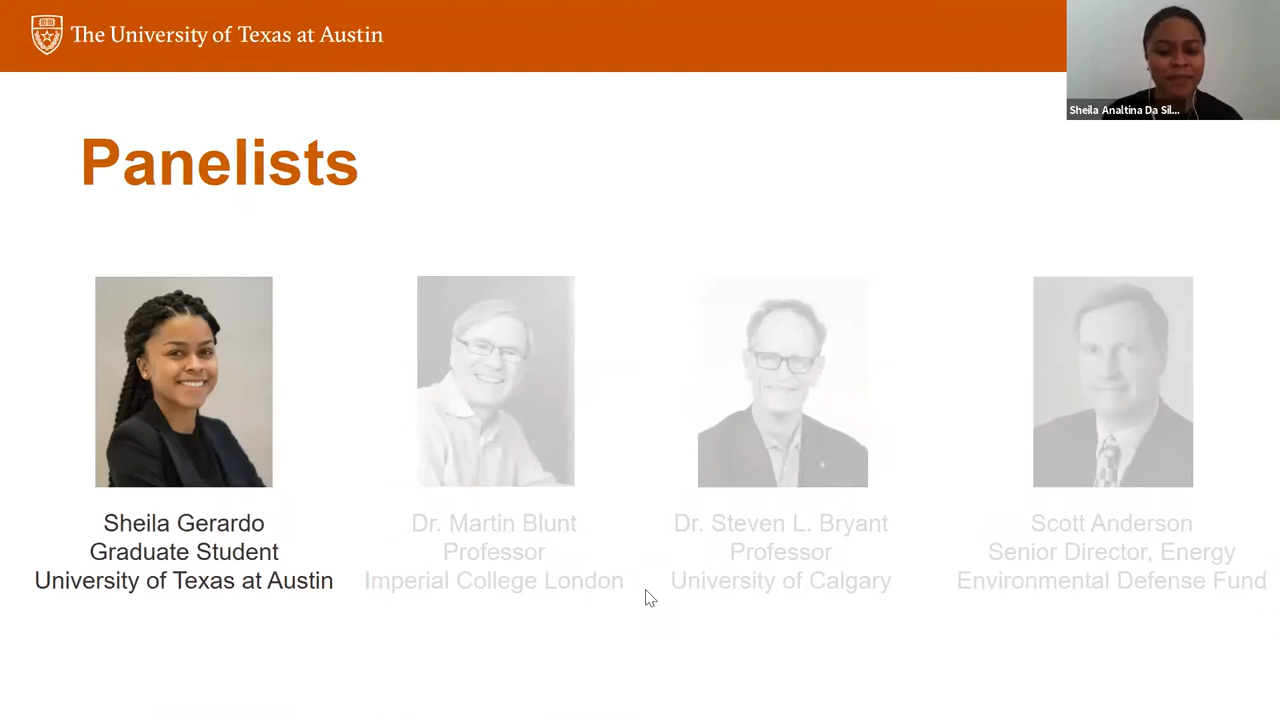 The University of Texas at Austin
Sheila Analtina Da Sil...
Panelists
Sheila Gerardo
Graduate Student
University of Texas at Austin
Dr. Martin Blunt
Professor
Imperial College London
Dr. Steven L. Bryant
Professor
University of Calgary
Scott Anderson
Senior Director, Energy
Environmental Defense Fund